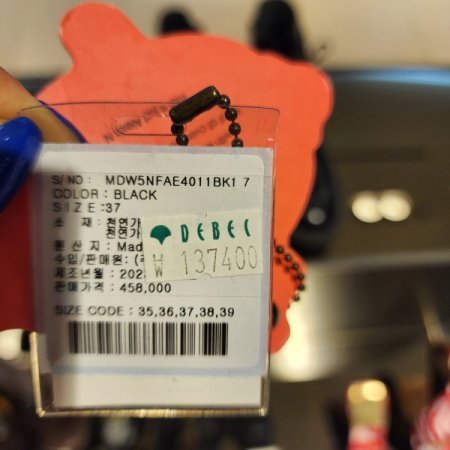 S/NO : MDW5NFAE4011BK1 7
COLOR : BLACK
SIZE :37
소 재 : 천연가
천연가
원 산 지 : Mad
수입/판매원: (
제조년월 : 202
판매가격 : 458,000
DEBEC
₩ 137400
SIZE CODE : 35,36,37,38,39